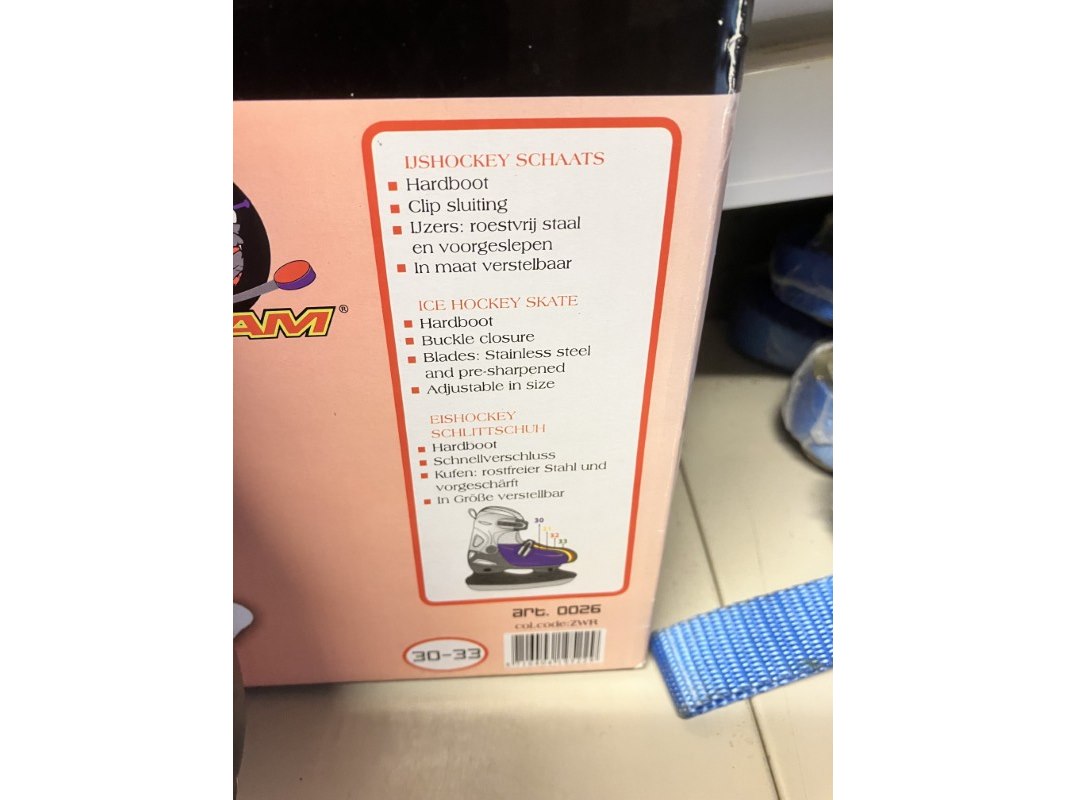 IJSHOCKEY SCHAATS
Hardboot
Clip sluiting
IJzers: roestvrij staal
en voorgeslepen
In maat verstelbaar
ICE HOCKEY SKATE
Hardboot
Buckle closure
Blades: Stainless steel
and pre-sharpened
Adjustable in size
EISHOCKEY
SCHLITTSCHUH
Hardboot
Schnellverschluss
Kufen: rostfreier Stahl und
vorgeschärft
In Größe verstellbar
30
31
32
33
AM®
art. 0026
col.code:ZWR
30-33